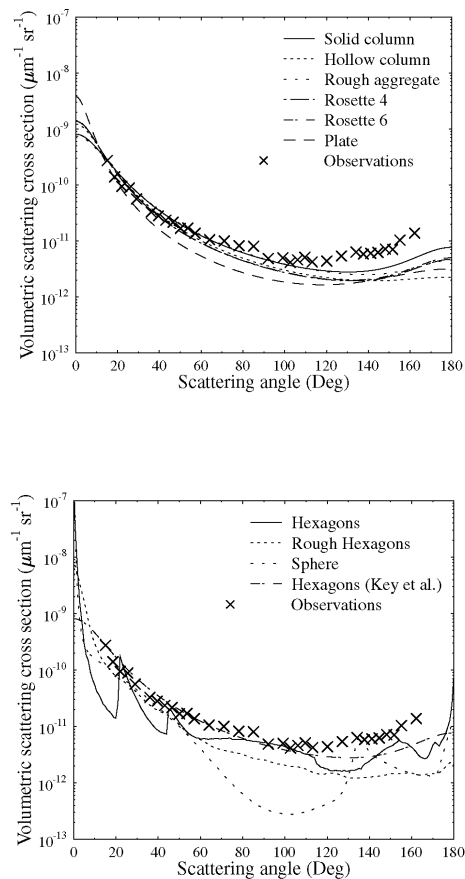 Volumetric scattering cross section (μm⁻¹ sr⁻¹)
10⁻⁷
10⁻⁸
10⁻⁹
10⁻¹⁰
10⁻¹¹
10⁻¹²
10⁻¹³
Solid column
Hollow column
Rough aggregate
Rosette 4
Rosette 6
Plate
Observations
0 20 40 60 80 100 120 140 160 180
Scattering angle (Deg)
Volumetric scattering cross section (μm⁻¹ sr⁻¹)
10⁻⁷
10⁻⁸
10⁻⁹
10⁻¹⁰
10⁻¹¹
10⁻¹²
10⁻¹³
Hexagons
Rough Hexagons
Sphere
Hexagons (Key et al.)
Observations
0 20 40 60 80 100 120 140 160 180
Scattering angle (Deg)